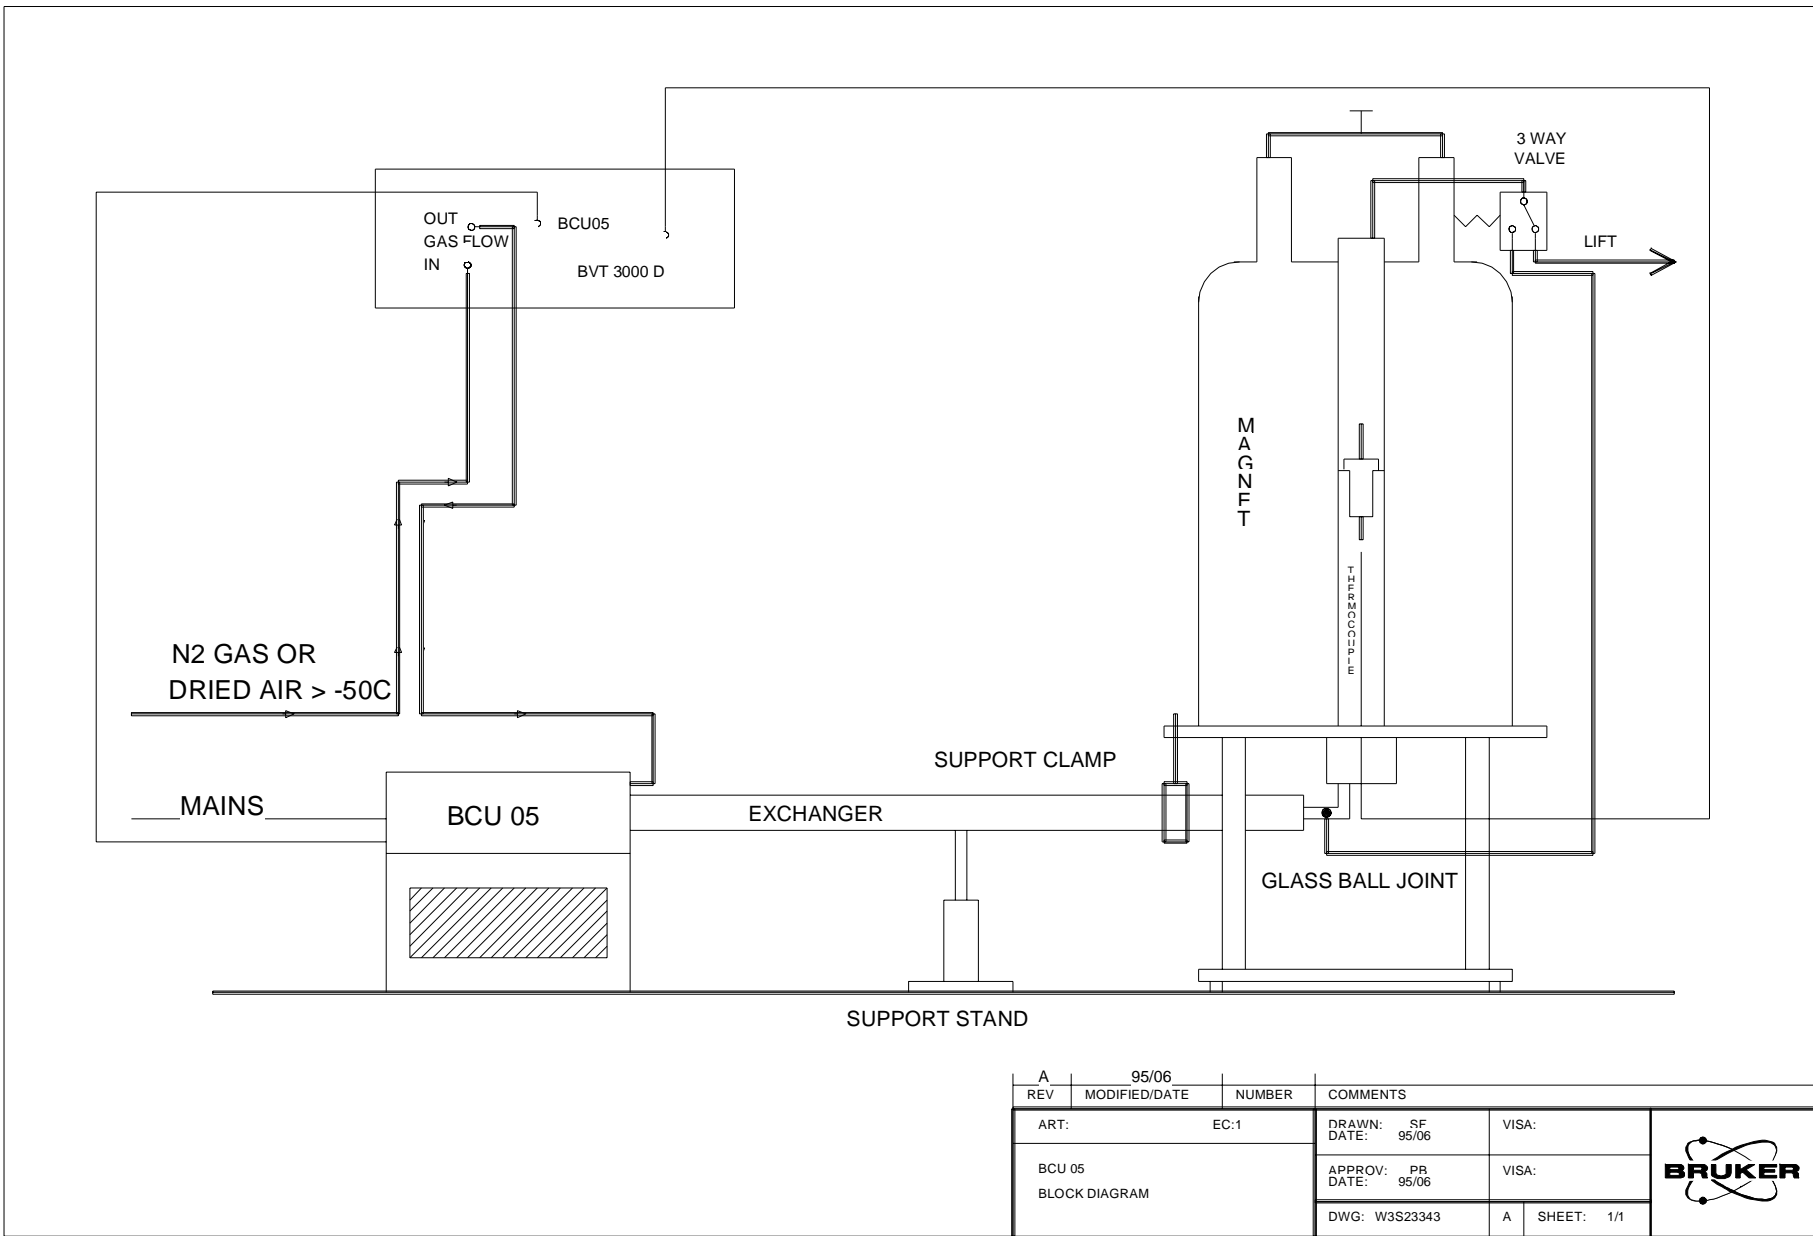 3 WAY
VALVE
OUT
GAS FLOW
IN
BCU05
BVT 3000 D
LIFT
MAGNET
THERMOCOUPLE
N2 GAS OR
DRIED AIR > -50C
SUPPORT CLAMP
MAINS
BCU 05
EXCHANGER
GLASS BALL JOINT
SUPPORT STAND
A 95/06
REV MODIFIED/DATE NUMBER COMMENTS
ART: EC:1
DRAWN: SF VISA:
DATE: 95/06
BCU 05
BLOCK DIAGRAM
APPROV: PB VISA:
DATE: 95/06
DWG: W3S23343 A SHEET: 1/1
BRUKER